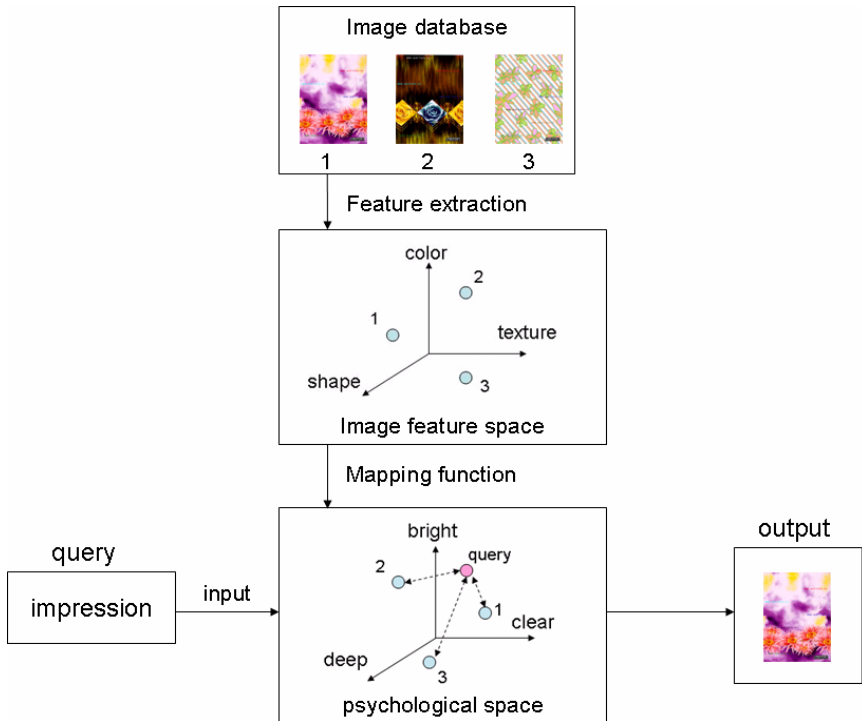 Image database
1 2 3
Feature extraction
color
2
1
texture
shape
3
Image feature space
Mapping function
query
impression
input
bright
query
2
1
clear
deep
3
psychological space
output